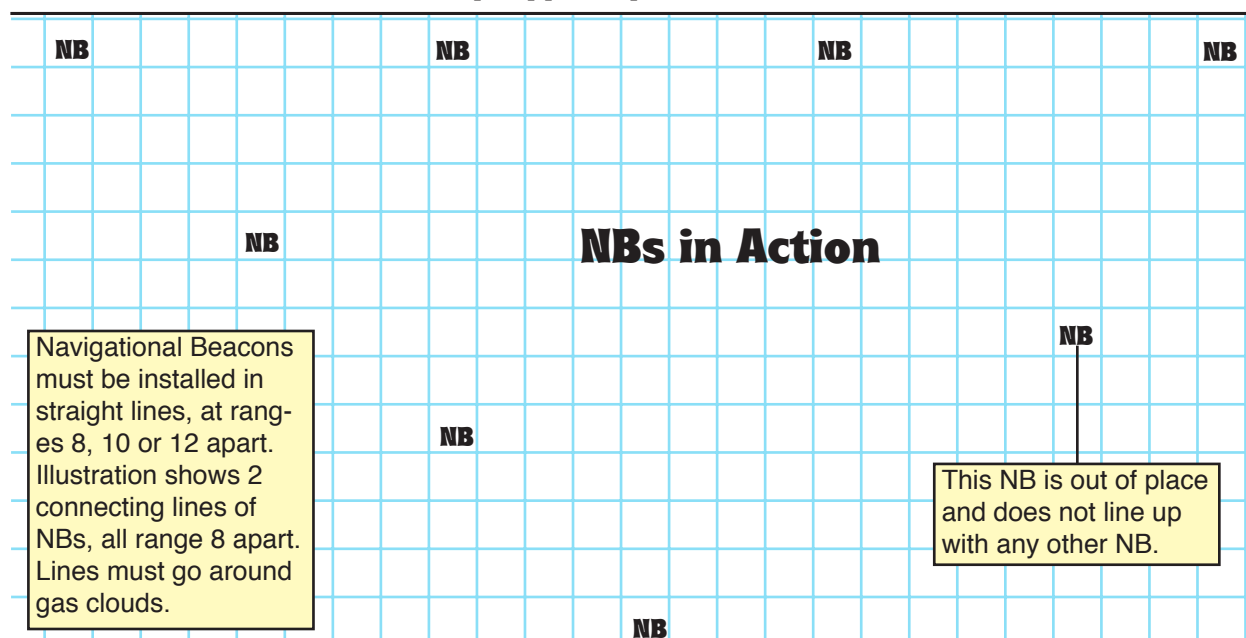 NB NB NB NB
NB
NBs in Action
NB
Navigational Beacons
must be installed in
straight lines, at rang-
es 8, 10 or 12 apart.
Illustration shows 2
connecting lines of
NBs, all range 8 apart.
Lines must go around
gas clouds.
NB
This NB is out of place
and does not line up
with any other NB.
NB